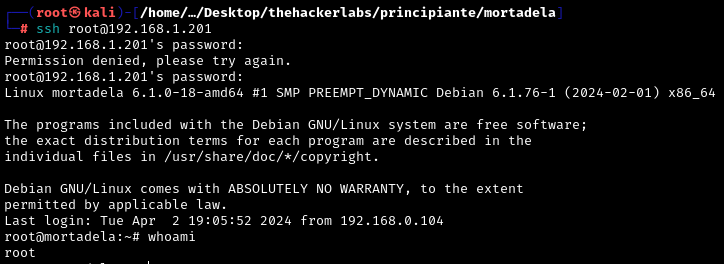 ┌──(root㉿kali)-[/home/…/Desktop/thehackerlabs/principiante/mortadela]
└─# ssh root@192.168.1.201
root@192.168.1.201's password:
Permission denied, please try again.
root@192.168.1.201's password:
Linux mortadela 6.1.0-18-amd64 #1 SMP PREEMPT_DYNAMIC Debian 6.1.76-1 (2024-02-01) x86_64

The programs included with the Debian GNU/Linux system are free software;
the exact distribution terms for each program are described in the
individual files in /usr/share/doc/*/copyright.

Debian GNU/Linux comes with ABSOLUTELY NO WARRANTY, to the extent
permitted by applicable law.
Last login: Tue Apr  2 19:05:52 2024 from 192.168.0.104
root@mortadela:~# whoami
root